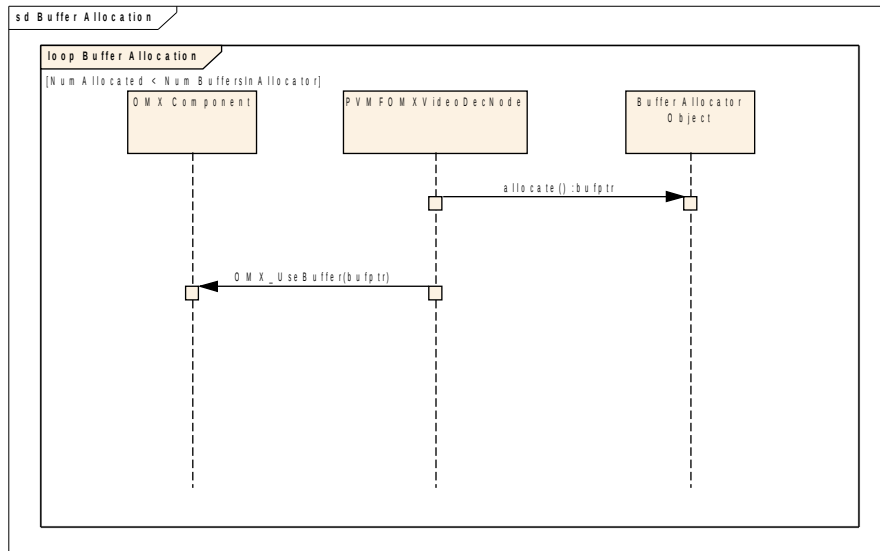 sd Buffer Allocation
loop Buffer Allocation
[Num Allocated < Num BuffersInAllocator]
OMX Component
PVMFOMXVideoDecNode
Buffer Allocator
Object
allocate() :bufptr
OMX_UseBuffer(bufptr)